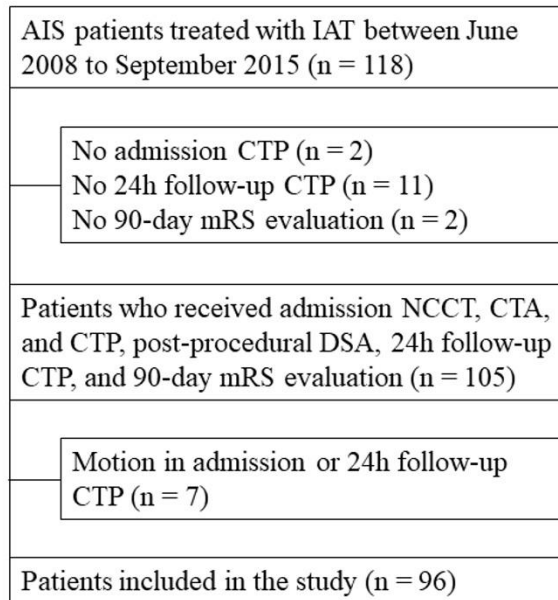 AIS patients treated with IAT between June
2008 to September 2015 (n = 118)
No admission CTP (n = 2)
No 24h follow-up CTP (n = 11)
No 90-day mRS evaluation (n = 2)
Patients who received admission NCCT, CTA,
and CTP, post-procedural DSA, 24h follow-up
CTP, and 90-day mRS evaluation (n = 105)
Motion in admission or 24h follow-up
CTP (n = 7)
Patients included in the study (n = 96)